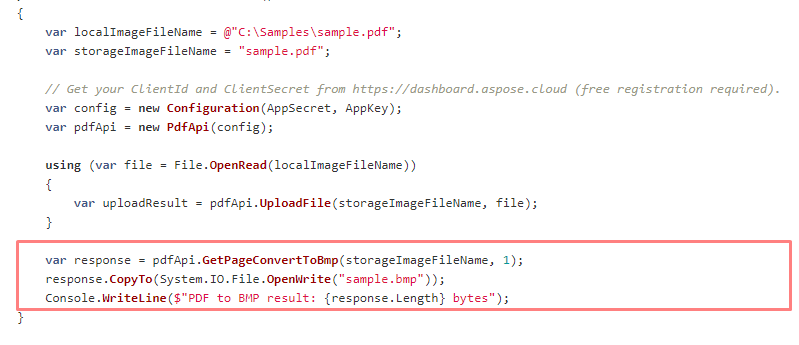 {
var localImageFileName = @"C:\Samples\sample.pdf";
var storageImageFileName = "sample.pdf";
// Get your ClientId and ClientSecret from https://dashboard.aspose.cloud (free registration required).
var config = new Configuration(AppSecret, AppKey);
var pdfApi = new PdfApi(config);
using (var file = File.OpenRead(localImageFileName))
{
var uploadResult = pdfApi.UploadFile(storageImageFileName, file);
}
var response = pdfApi.GetPageConvertToBmp(storageImageFileName, 1);
response.CopyTo(System.IO.File.OpenWrite("sample.bmp"));
Console.WriteLine($"PDF to BMP result: {response.Length} bytes");
}